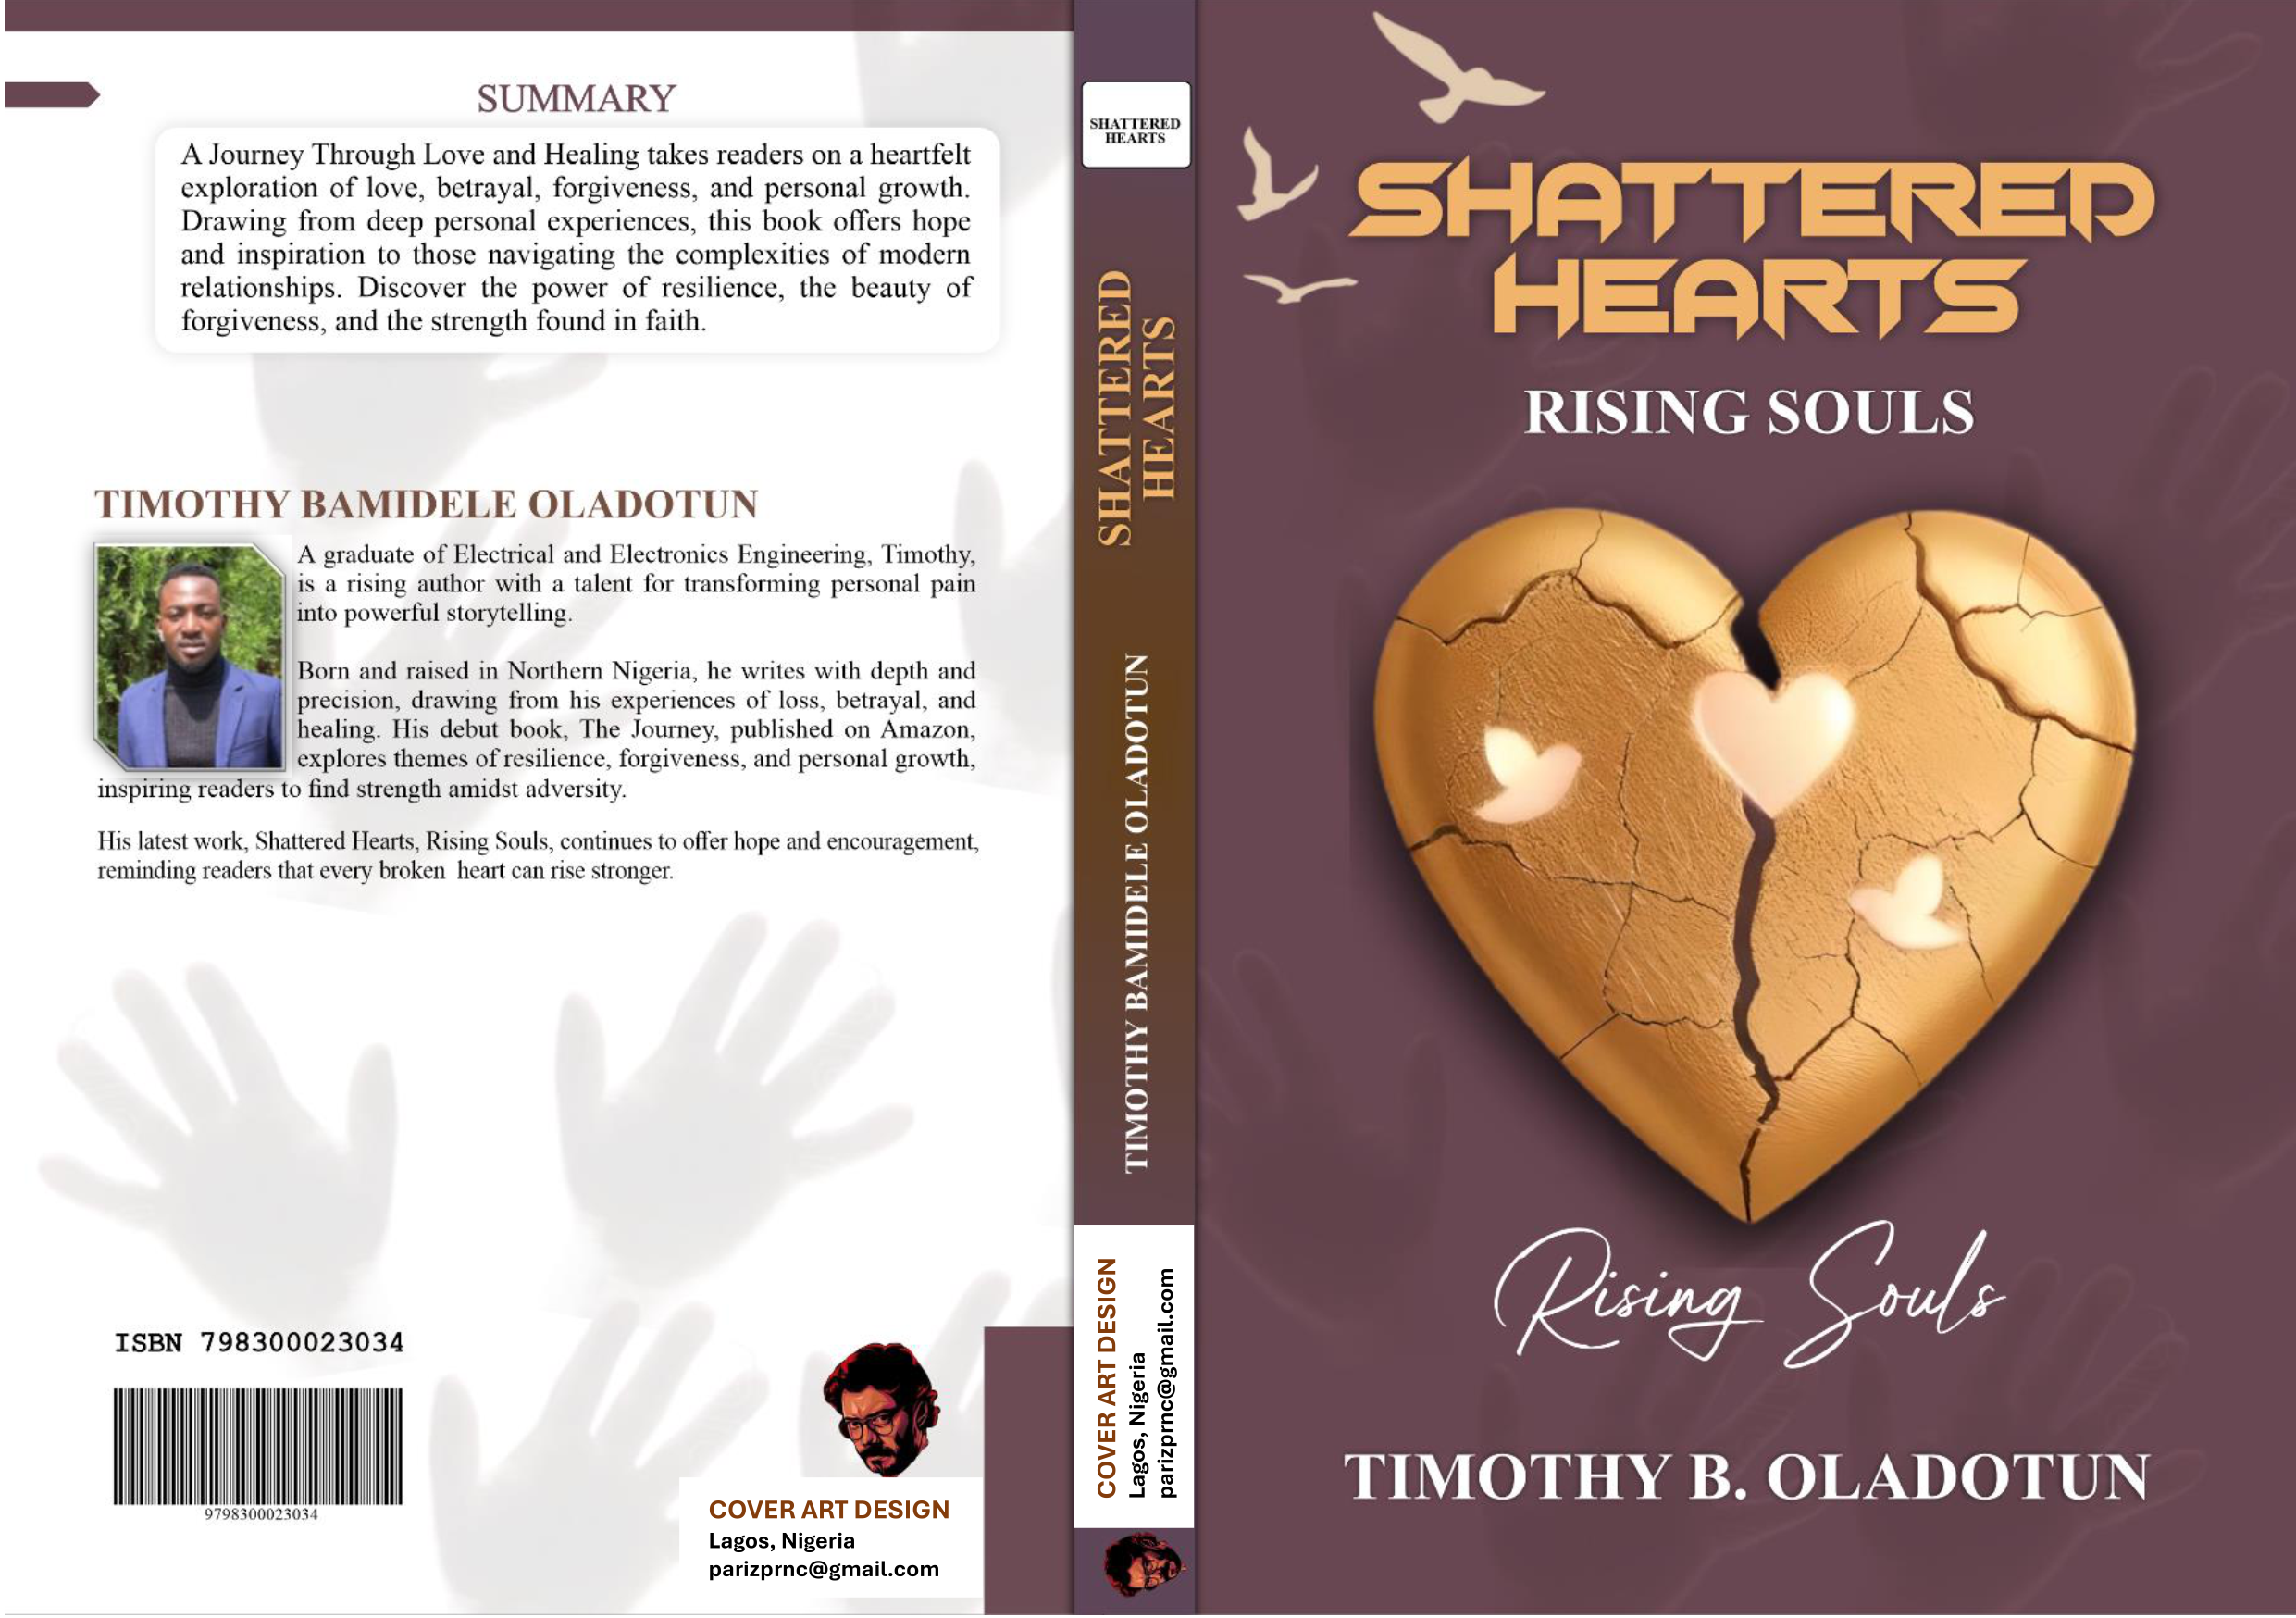 SUMMARY
A Journey Through Love and Healing takes readers on a heartfelt
exploration of love, betrayal, forgiveness, and personal growth.
Drawing from deep personal experiences, this book offers hope
and inspiration to those navigating the complexities of modern
relationships. Discover the power of resilience, the beauty of
forgiveness, and the strength found in faith.
TIMOTHY BAMIDELE OLADOTUN
A graduate of Electrical and Electronics Engineering, Timothy,
is a rising author with a talent for transforming personal pain
into powerful storytelling.
Born and raised in Northern Nigeria, he writes with depth and
precision, drawing from his experiences of loss, betrayal, and
healing. His debut book, The Journey, published on Amazon,
explores themes of resilience, forgiveness, and personal growth,
inspiring readers to find strength amidst adversity.
His latest work, Shattered Hearts, Rising Souls, continues to offer hope and encouragement,
reminding readers that every broken heart can rise stronger.
ISBN 798300023034
9798300023034
COVER ART DESIGN
Lagos, Nigeria
parizprnc@gmail.com
SHATTERED
HEARTS
SHATTERED
HEARTS
TIMOTHY BAMIDELE OLADOTUN
COVER ART DESIGN
Lagos, Nigeria
parizprnc@gmail.com
SHATTERED
HEARTS
RISING SOULS
Rising Souls
TIMOTHY B. OLADOTUN